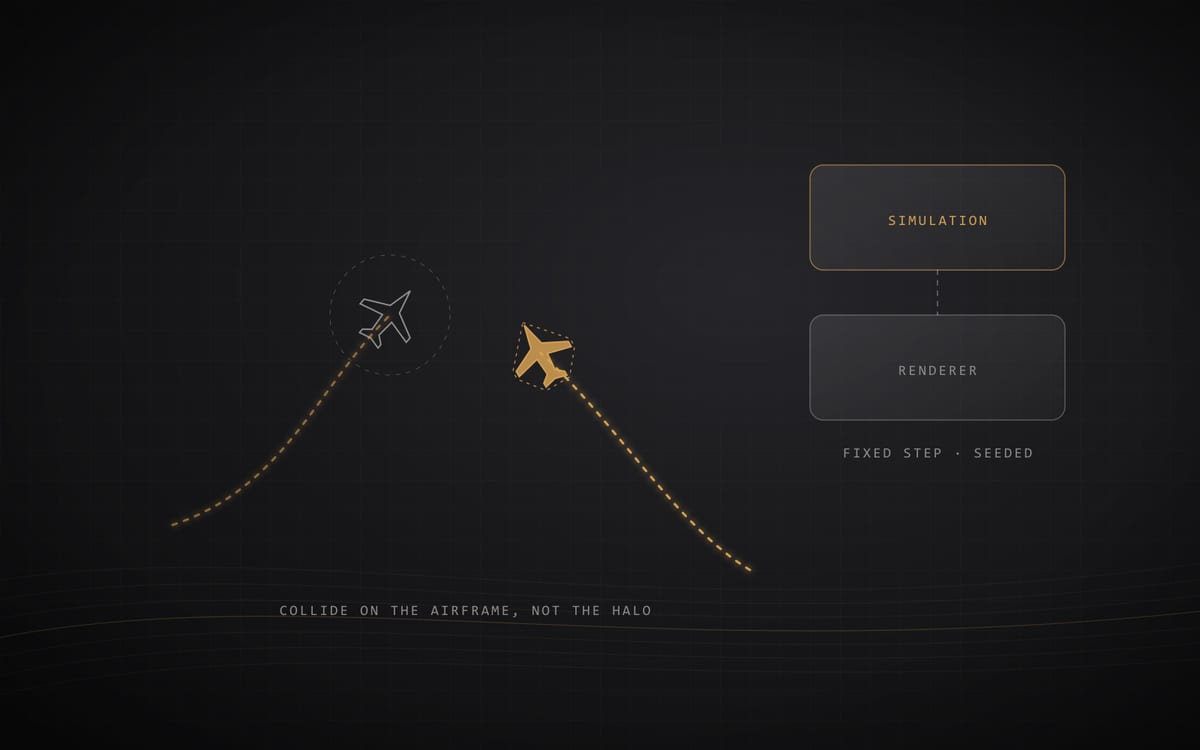 SIMULATION
RENDERER
FIXED STEP · SEEDED
COLLIDE ON THE AIRFRAME, NOT THE HALO